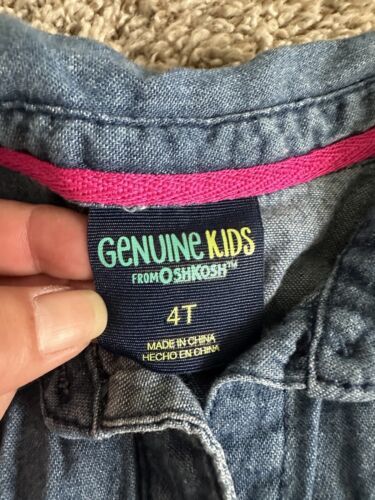 GENUINE KIDS
FROM OSHKOSH™
4T
MADE IN CHINA
HECHO EN CHINA